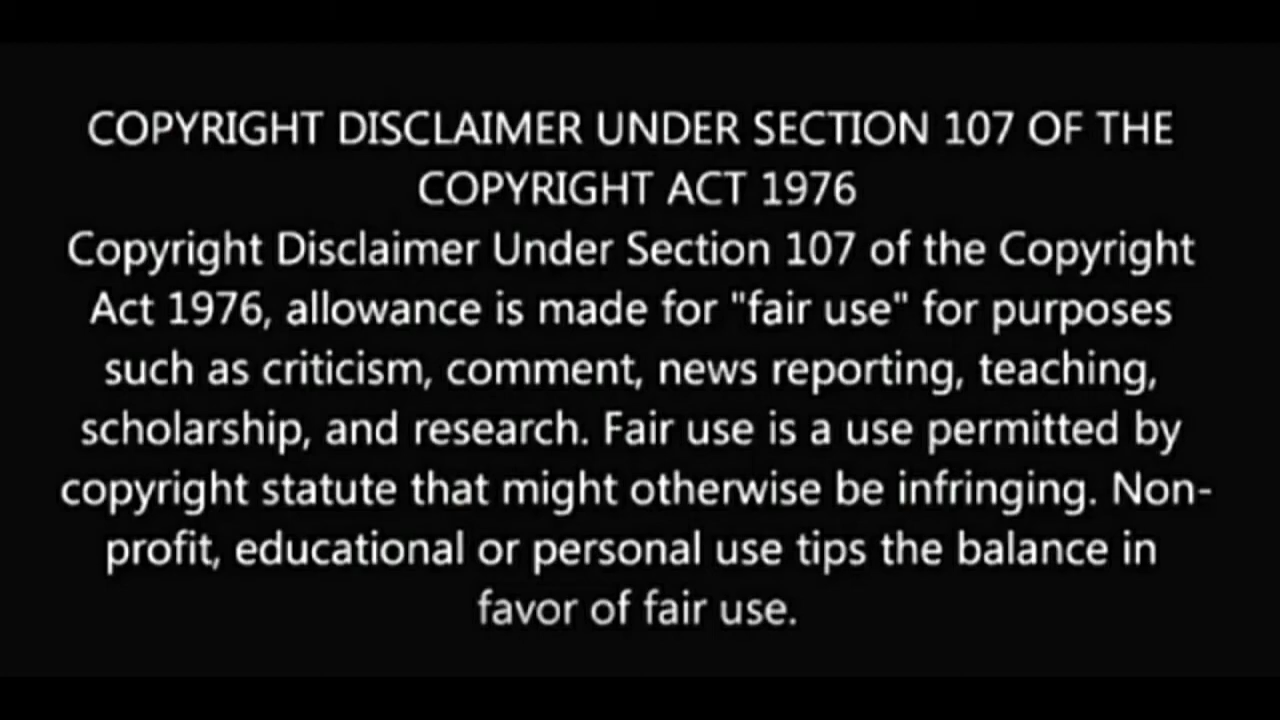 COPYRIGHT DISCLAIMER UNDER SECTION 107 OF THE
COPYRIGHT ACT 1976
Copyright Disclaimer Under Section 107 of the Copyright
Act 1976, allowance is made for "fair use" for purposes
such as criticism, comment, news reporting, teaching,
scholarship, and research. Fair use is a use permitted by
copyright statute that might otherwise be infringing. Non-
profit, educational or personal use tips the balance in
favor of fair use.